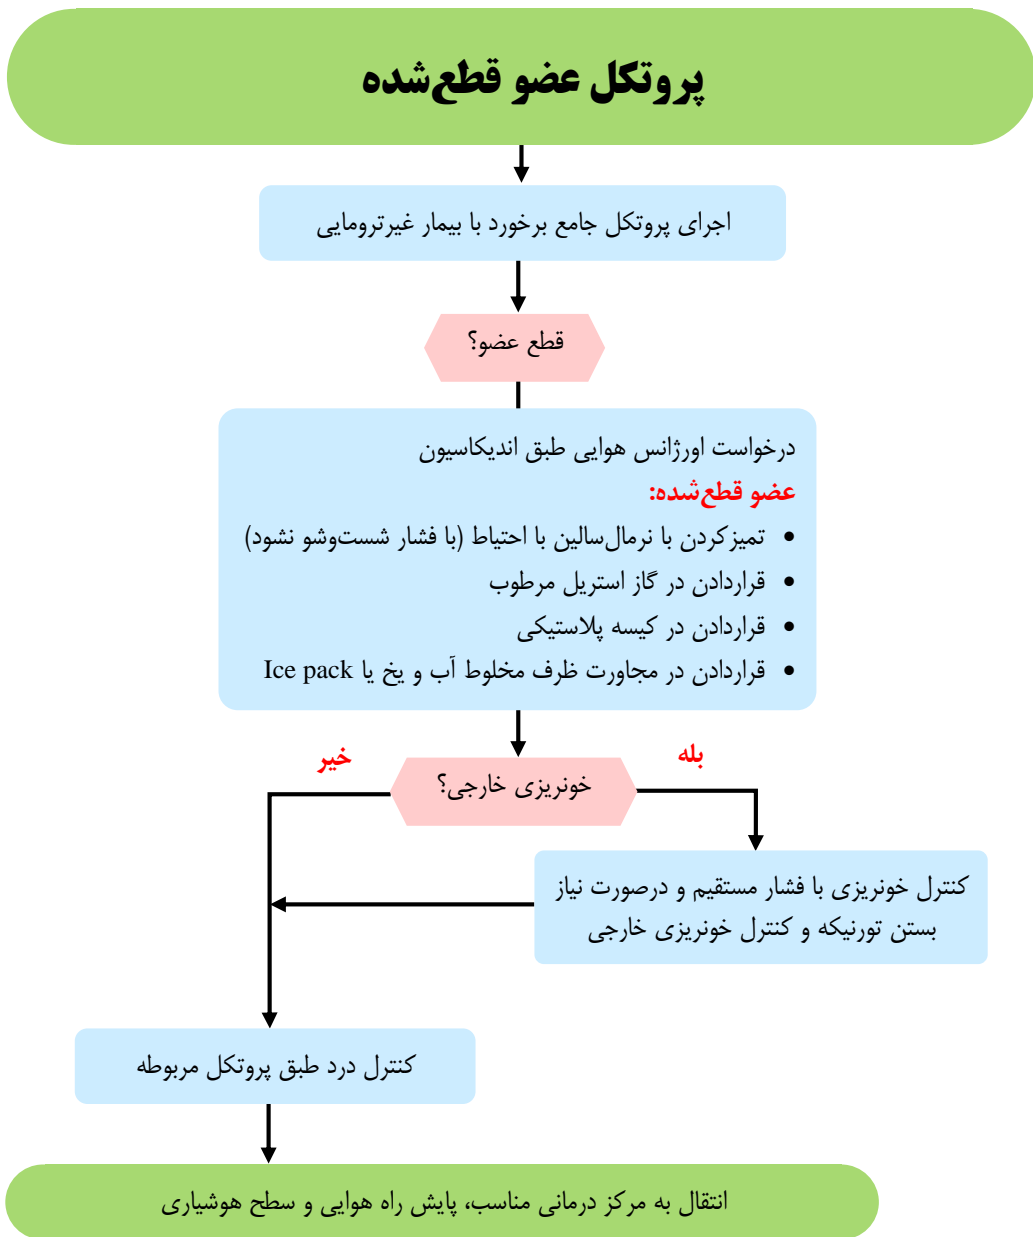 پروتکل عضو قطع‌شده
اجرای پروتکل جامع برخورد با بیمار غیرترومایی
قطع عضو؟
درخواست اورژانس هوایی طبق اندیکاسیون
عضو قطع‌شده:
• تمیزکردن با نرمال‌سالین با احتیاط (با فشار شست‌وشو نشود)
• قراردادن در گاز استریل مرطوب
• قراردادن در کیسه پلاستیکی
• قراردادن در مجاورت ظرف مخلوط آب و یخ یا Ice pack
بله
خیر
خونریزی خارجی؟
کنترل خونریزی با فشار مستقیم و درصورت نیاز
بستن تورنیکه و کنترل خونریزی خارجی
کنترل درد طبق پروتکل مربوطه
انتقال به مرکز درمانی مناسب، پایش راه هوایی و سطح هوشیاری